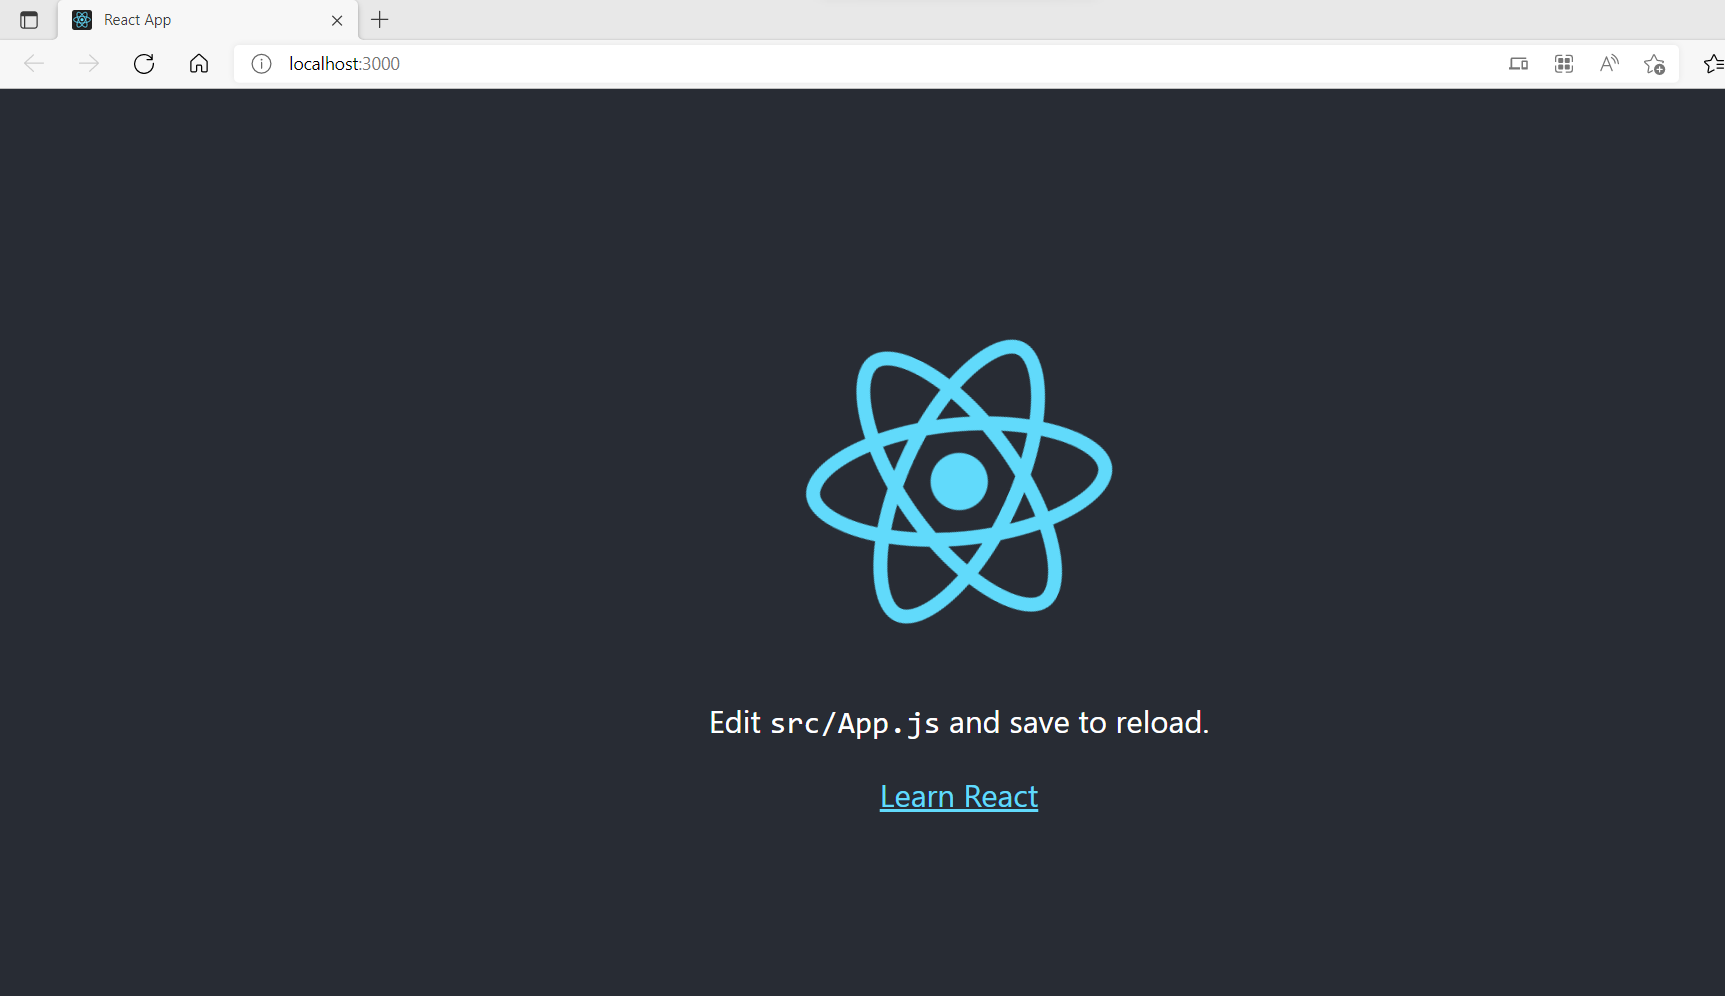 React App
localhost:3000
Edit src/App.js and save to reload.
Learn React